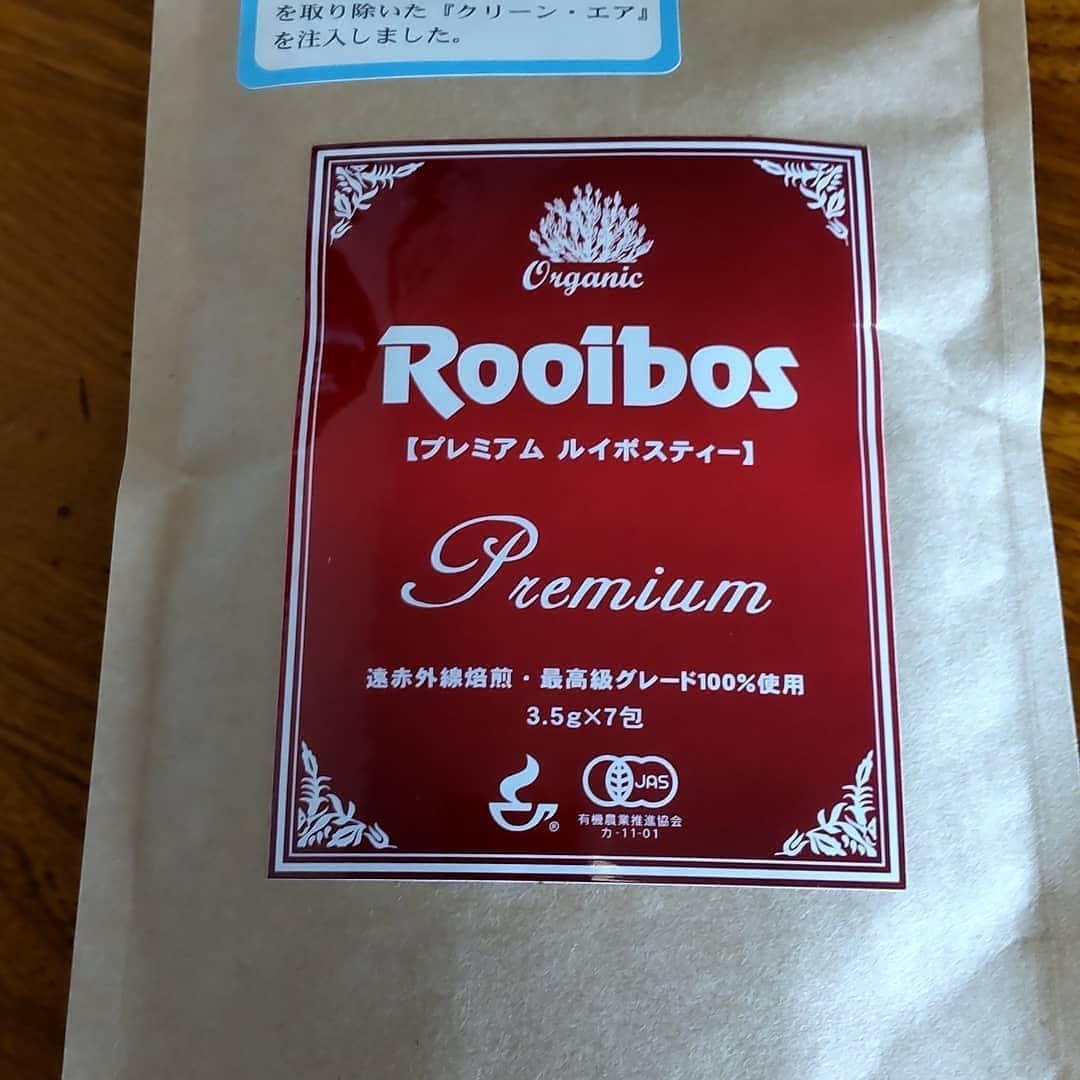 を取り除いた『クリーン・エア』
を注入しました。
Organic
Rooibos
【プレミアム ルイボスティー】
Premium
遠赤外線焙煎・最高級グレード100%使用
3.5g×7包
®
JAS
有機農業推進協会
カ-11-01